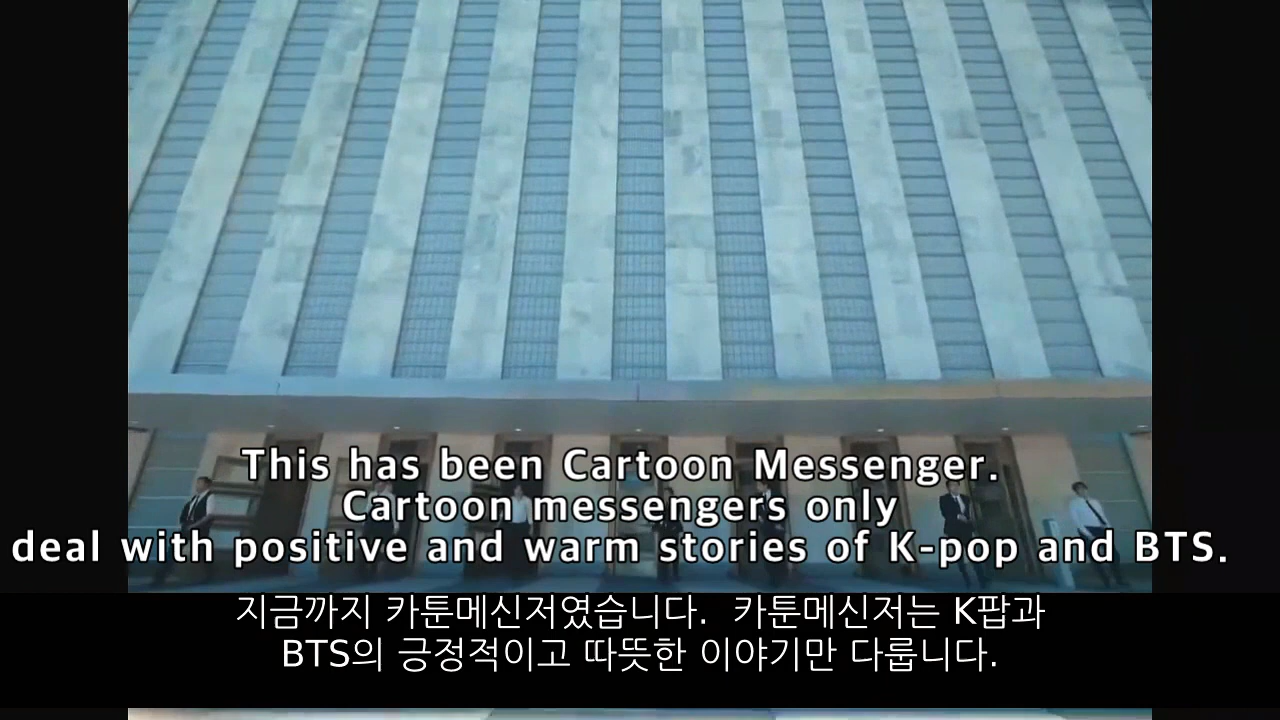 This has been Cartoon Messenger.
Cartoon messengers only
deal with positive and warm stories of K-pop and BTS.
지금까지 카툰메신저였습니다.  카툰메신저는 K팝과
BTS의 긍정적이고 따뜻한 이야기만 다룹니다.